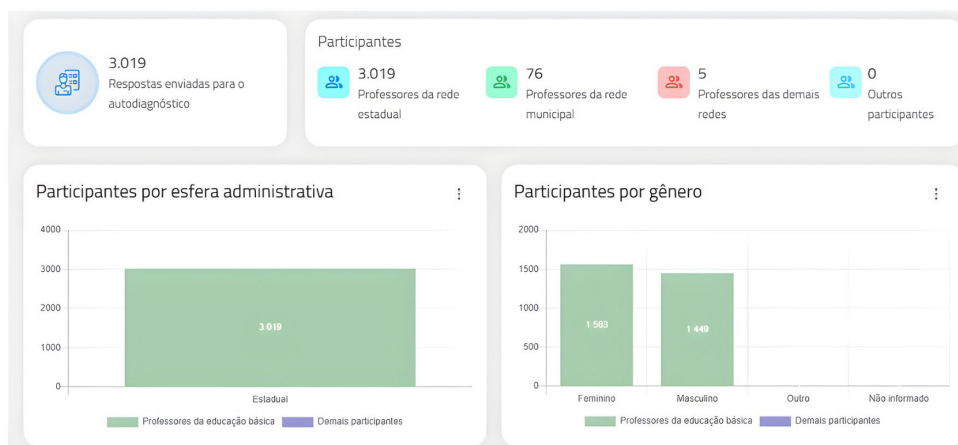 3.019
Respostas enviadas para o
autodiagnóstico
Participantes
3.019
Professores da rede
estadual
76
Professores da rede
municipal
5
Professores das demais
redes
0
Outros
participantes
Participantes por esfera administrativa
4000
3000
2000
1000
0
3 019
Estadual
Professores da educação básica Demais participantes
Participantes por gênero
2000
1500
1000
500
0
1 563
1 449
Feminino Masculino Outro Não informado
Professores da educação básica Demais participantes